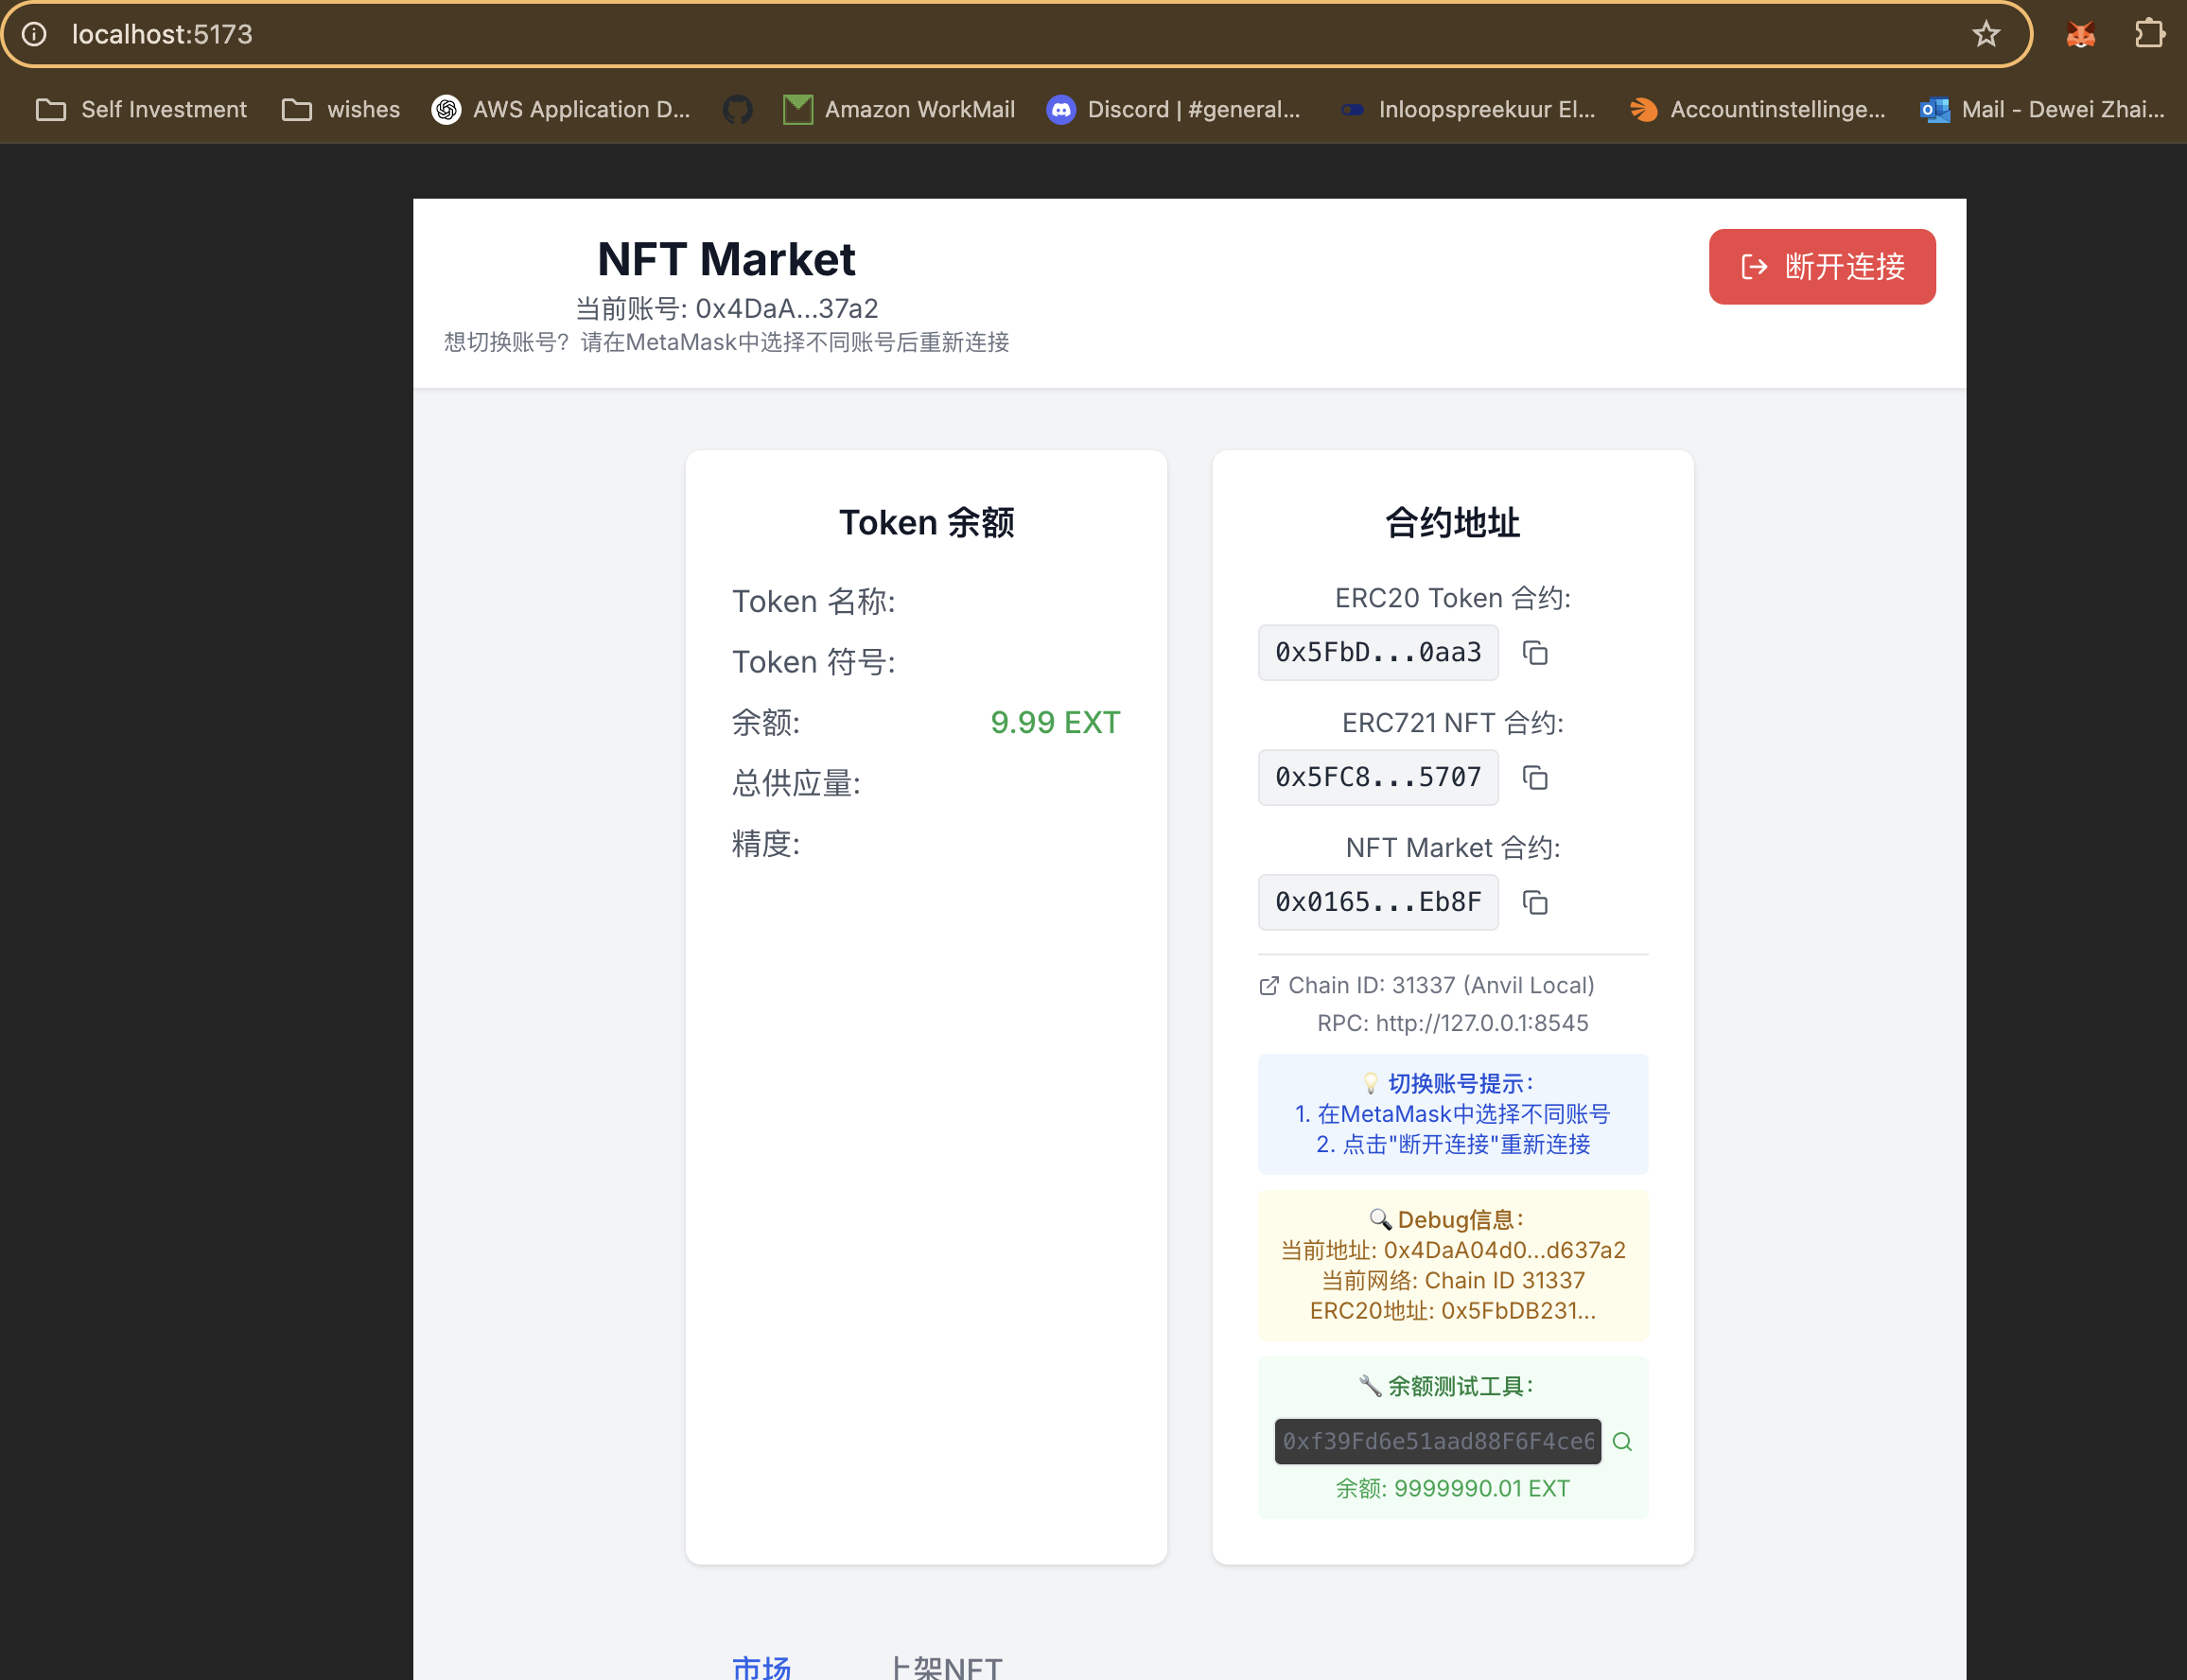 localhost:5173
Self Investment
wishes
AWS Application D...
Amazon WorkMail
Discord | #general...
Inloopspreekuur El...
Accountinstellinge...
Mail - Dewei Zhai...
NFT Market
当前账号: 0x4DaA...37a2
想切换账号？请在MetaMask中选择不同账号后重新连接
断开连接
Token 余额
Token 名称:
Token 符号:
余额: 9.99 EXT
总供应量:
精度:
合约地址
ERC20 Token 合约:
0x5FbD...0aa3
ERC721 NFT 合约:
0x5FC8...5707
NFT Market 合约:
0x0165...Eb8F
Chain ID: 31337 (Anvil Local)
RPC: http://127.0.0.1:8545
💡 切换账号提示：
1. 在MetaMask中选择不同账号
2. 点击"断开连接"重新连接
🔍 Debug信息：
当前地址: 0x4DaA04d0...d637a2
当前网络: Chain ID 31337
ERC20地址: 0x5FbDB231...
🔧 余额测试工具：
0xf39Fd6e51aad88F6F4ce6
余额: 9999990.01 EXT
市场
上架NFT